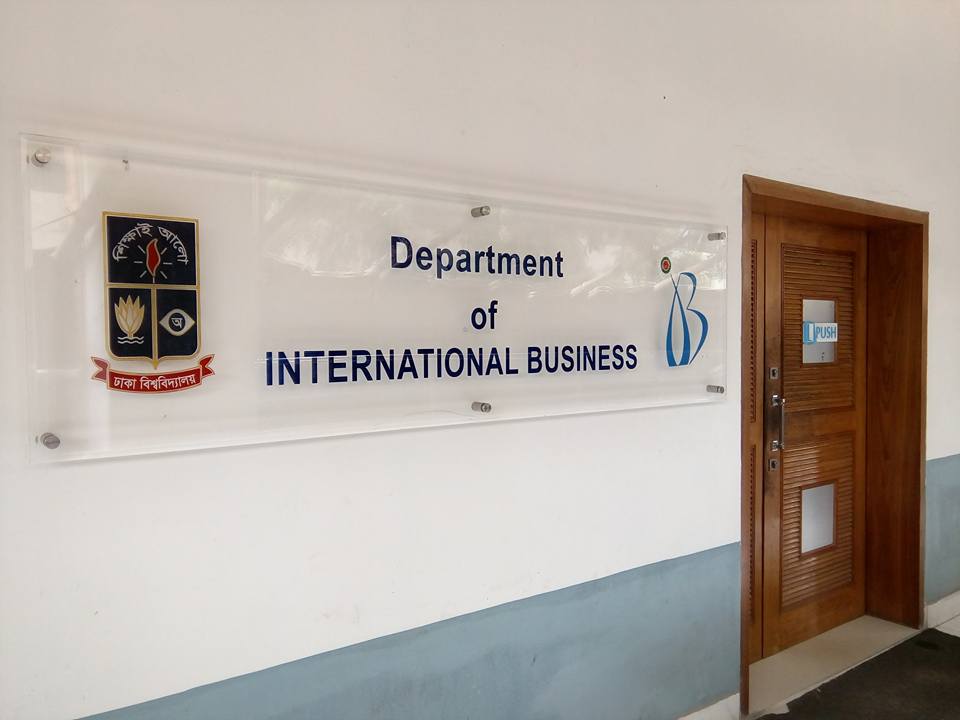 শিক্ষাই আলো
অ
ঢাকা বিশ্ববিদ্যালয়
Department
of
INTERNATIONAL BUSINESS
PUSH